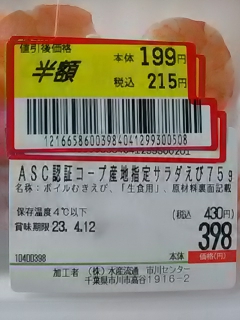 値引後価格
本体 199円
半額
税込 215円
1216658600398404129930050​8
ASC認証コープ産地指定サラダえび75g
名称:ボイルむきえび、「生食用」、原材料裏面記載
保存温度4℃以下
(税込 430円)
賞味期限23. 4.12
398
10400398
本体 価格(円)
加工者 (株)水産流通 市川センター
千葉県市川市高谷1916-2